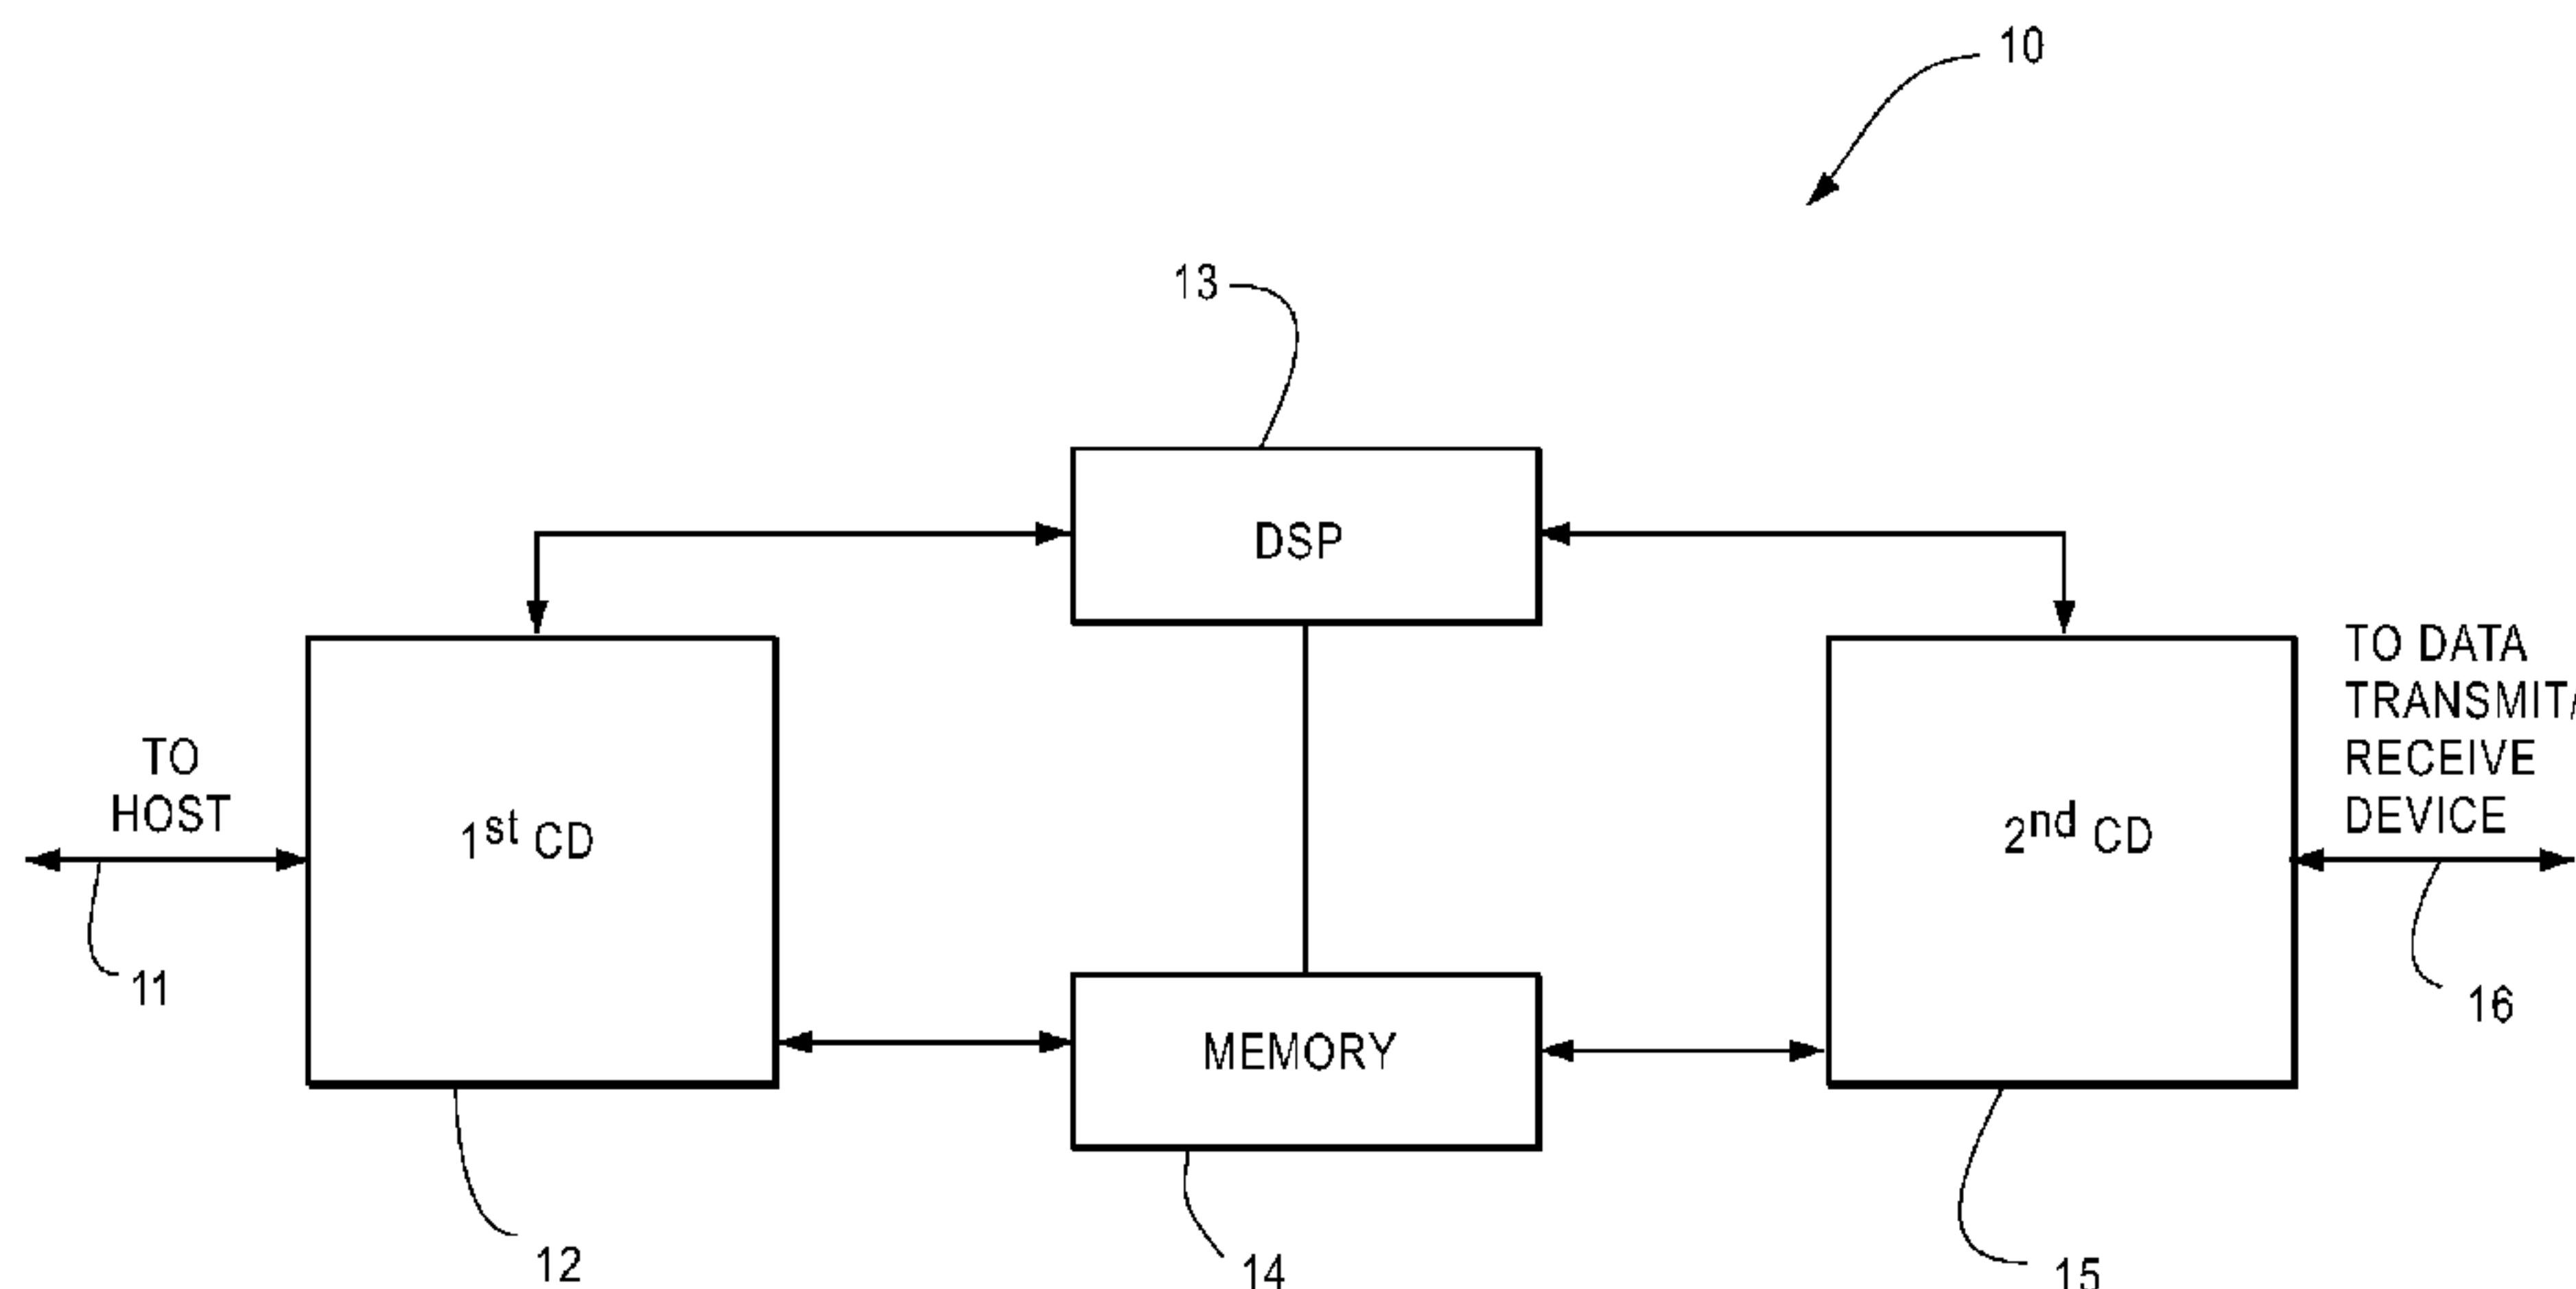 10
13
DSP
TO DATA
TRANSMIT/
RECEIVE
DEVICE
TO
HOST
1st CD
2nd CD
11
16
MEMORY
12
14
15